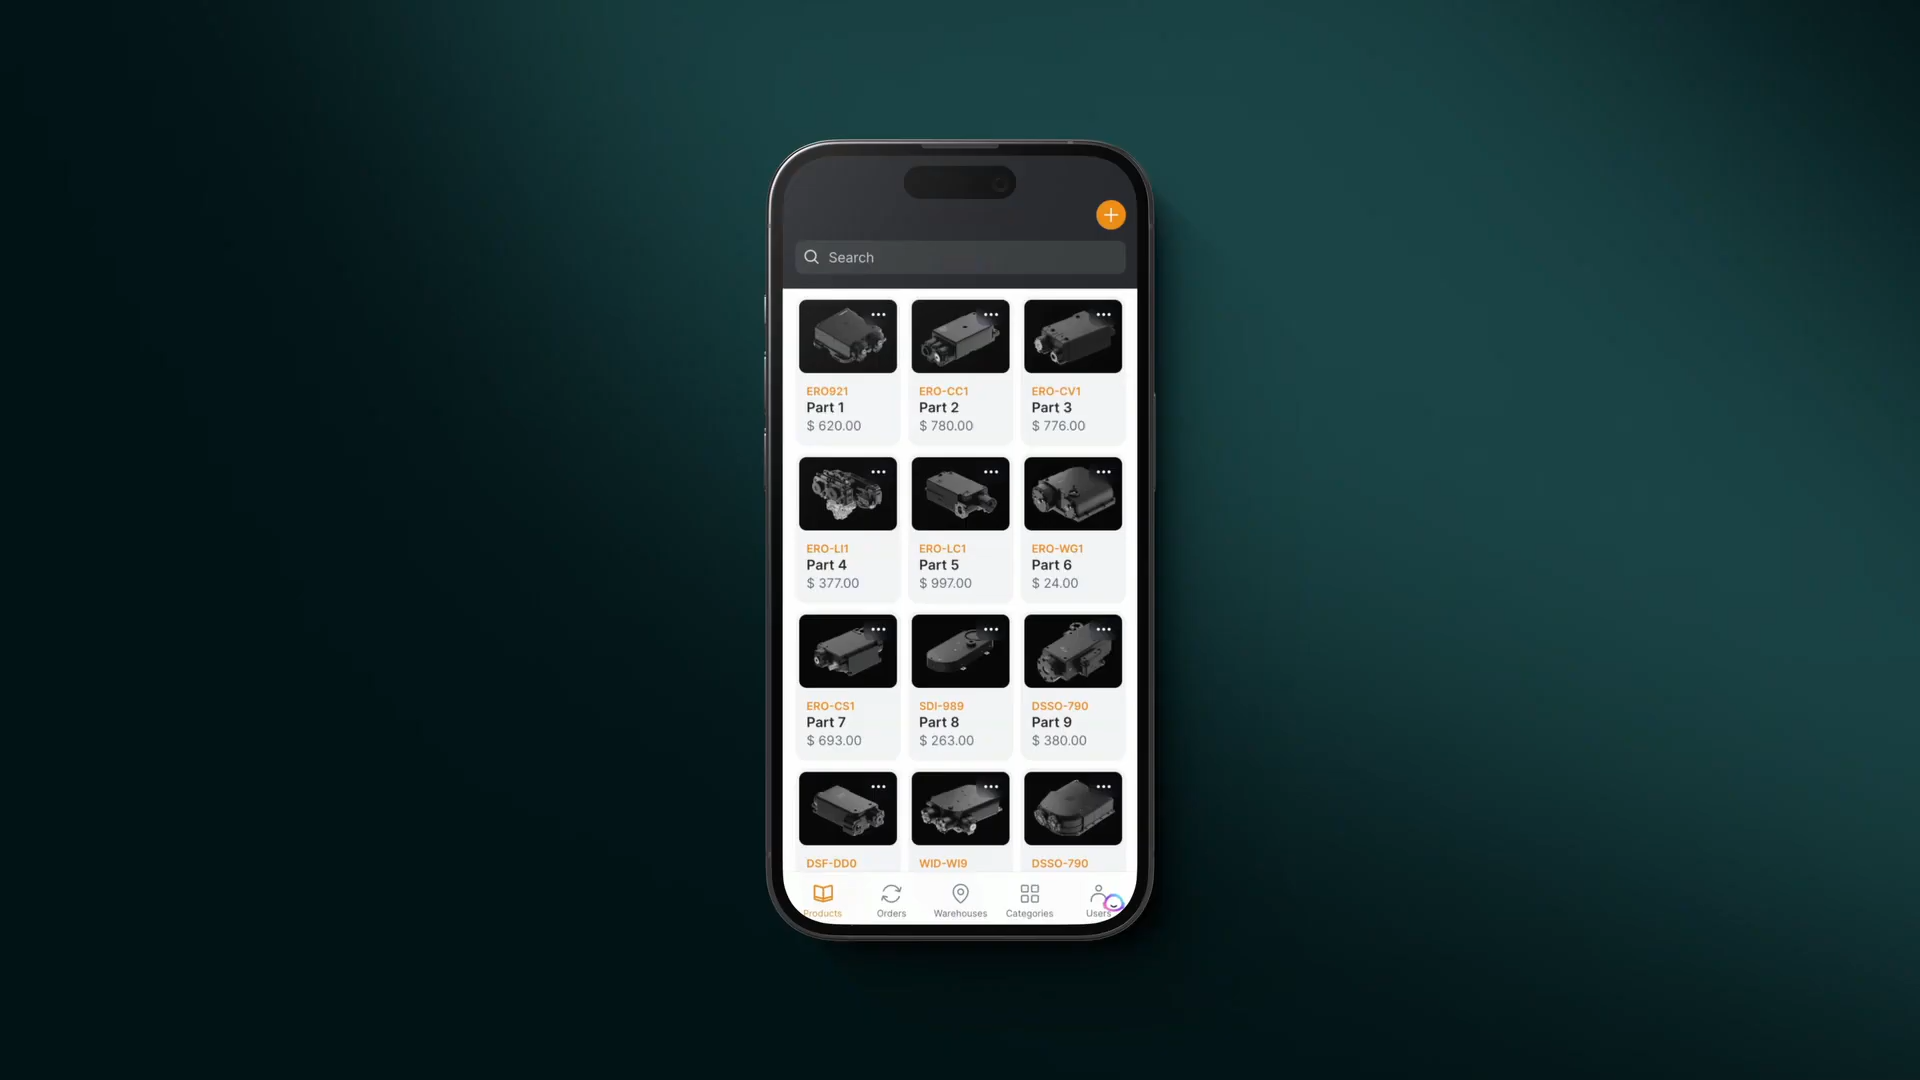 Search
ERO921
Part 1
$ 620.00
ERO-CC1
Part 2
$ 780.00
ERO-CV1
Part 3
$ 776.00
ERO-LI1
Part 4
$ 377.00
ERO-LC1
Part 5
$ 997.00
ERO-WG1
Part 6
$ 24.00
ERO-CS1
Part 7
$ 693.00
SDI-989
Part 8
$ 263.00
DSSO-790
Part 9
$ 380.00
DSF-DD0
WID-WI9
DSSO-790
Products
Orders
Warehouses
Categories
Users